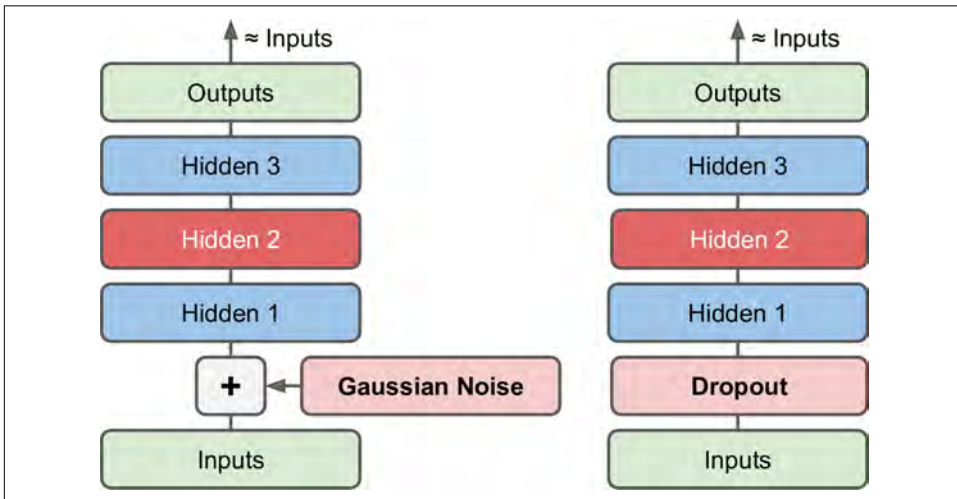 ≈ Inputs
Outputs
Hidden 3
Hidden 2
Hidden 1
+
Gaussian Noise
Inputs
≈ Inputs
Outputs
Hidden 3
Hidden 2
Hidden 1
Dropout
Inputs